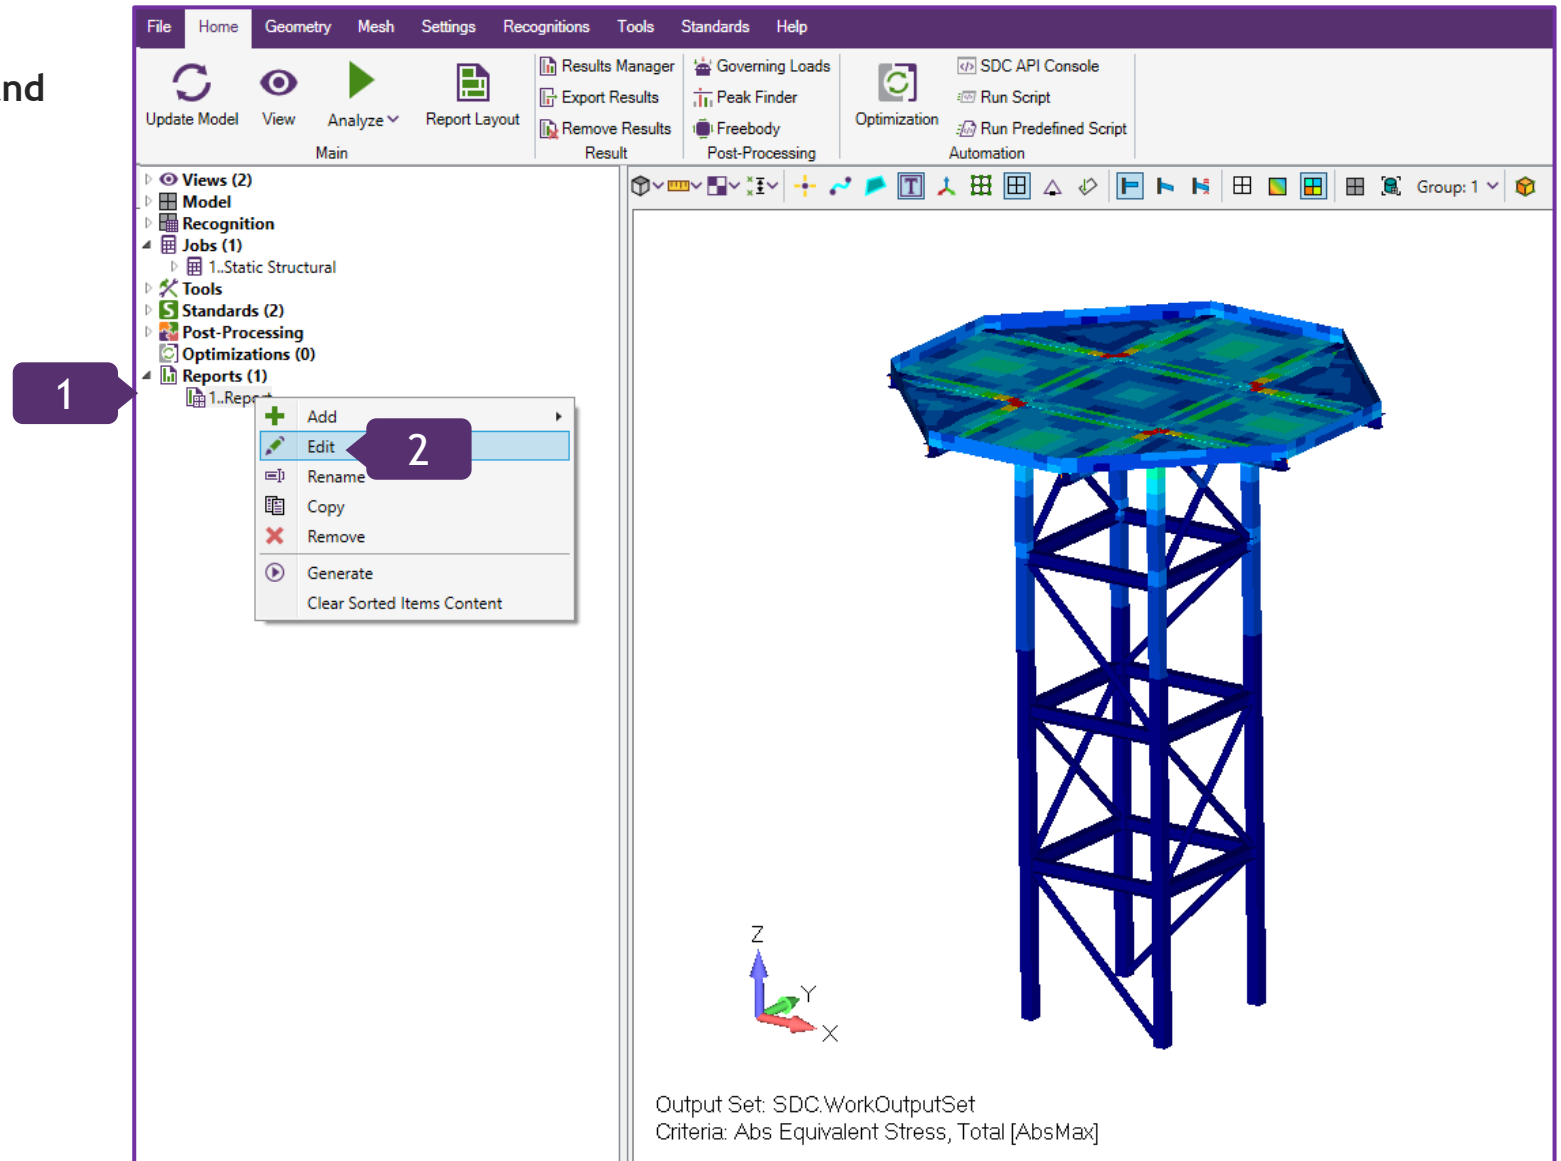 and
File Home Geometry Mesh Settings Recognitions Tools Standards Help
Update Model
View
Analyze
Report Layout
Main
Results Manager
Export Results
Remove Results
Result
Governing Loads
Peak Finder
Freebody
Post-Processing
Optimization
SDC API Console
Run Script
Run Predefined Script
Automation
Views (2)
Model
Recognition
Jobs (1)
1..Static Structural
Tools
Standards (2)
Post-Processing
Optimizations (0)
Reports (1)
1..Report
1
Add
Edit
2
Rename
Copy
Remove
Generate
Clear Sorted Items Content
T
Group: 1
Z
Y
X
Output Set: SDC.WorkOutputSet
Criteria: Abs Equivalent Stress, Total [AbsMax]